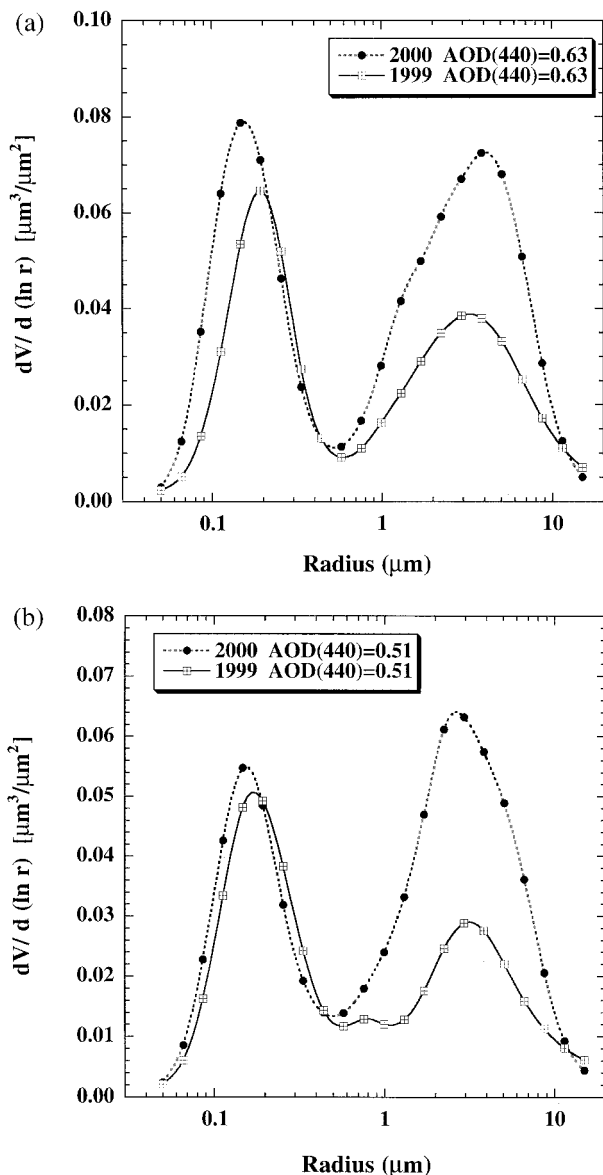 (a)
0.10
0.08
0.06
0.04
0.02
0.00
dV/ d (ln r) [μm³/μm²]
2000 AOD(440)=0.63
1999 AOD(440)=0.63
0.1 1 10
Radius (μm)
(b)
0.08
0.07
0.06
0.05
0.04
0.03
0.02
0.01
0.00
dV/ d (ln r) [μm³/μm²]
2000 AOD(440)=0.51
1999 AOD(440)=0.51
0.1 1 10
Radius (μm)